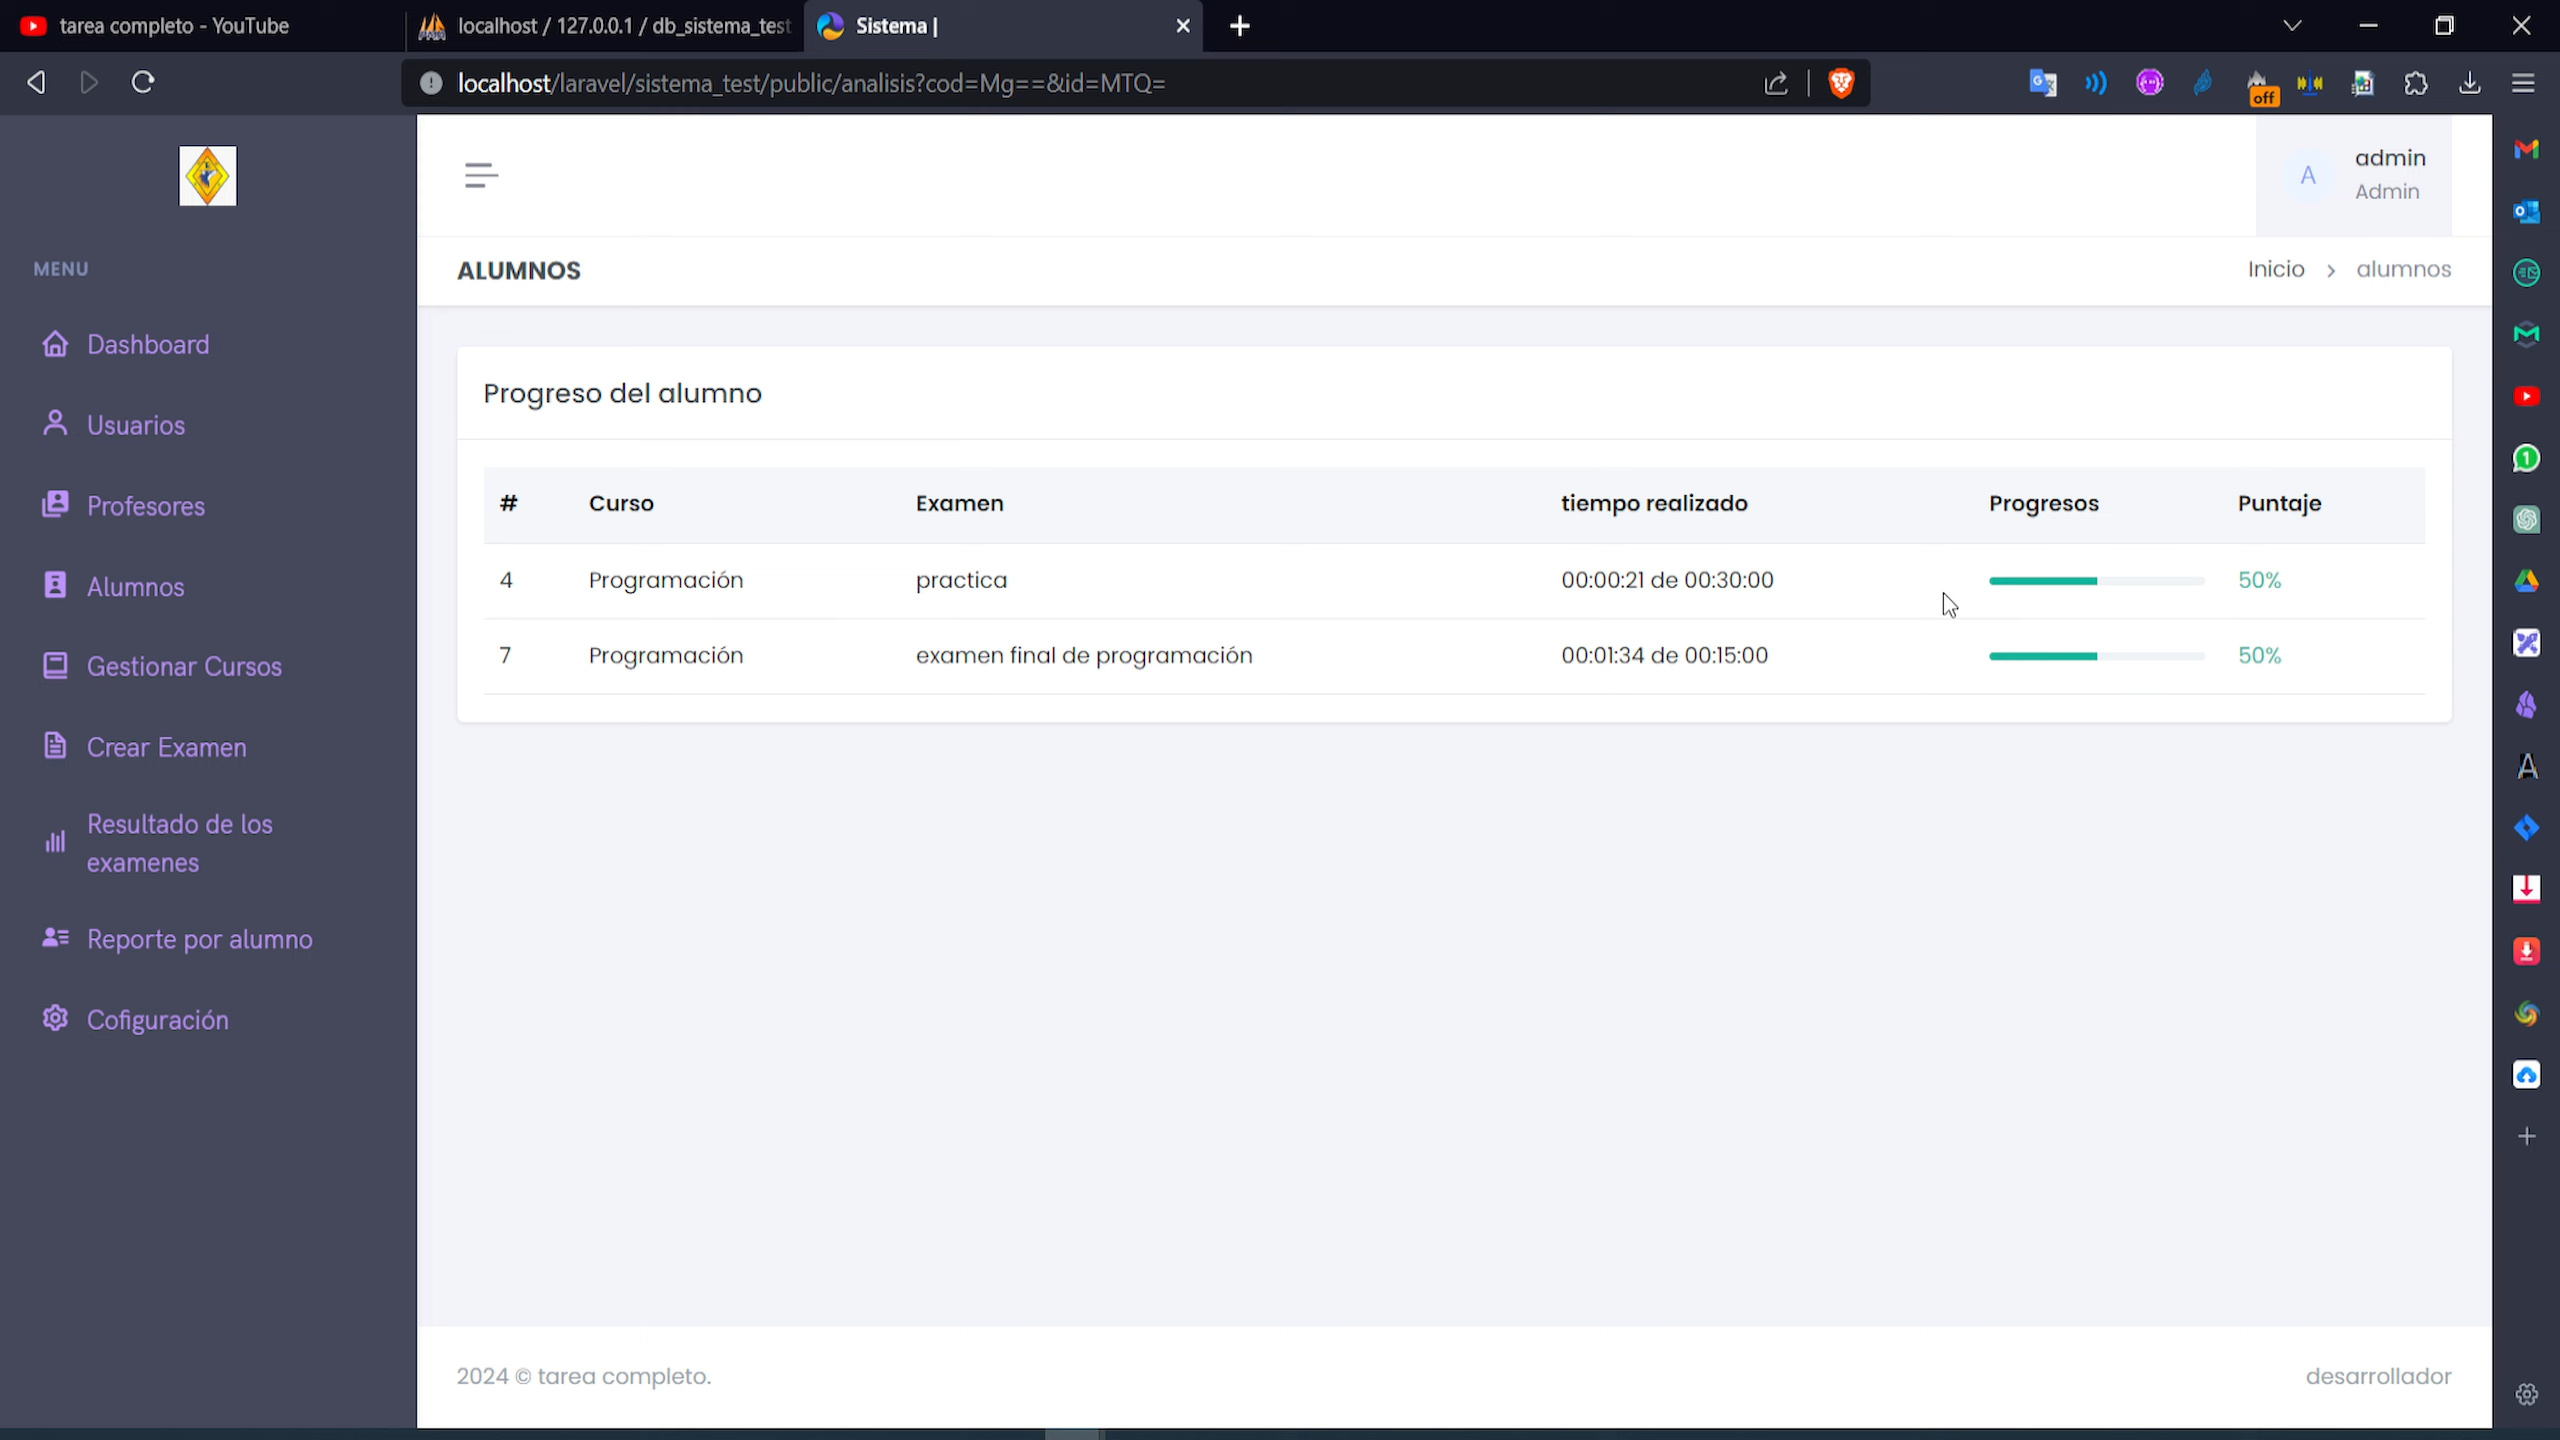 tarea completo - YouTube
localhost / 127.0.0.1 / db_sistema_test
Sistema |
localhost/laravel/sistema_test/public/analisis?cod=Mg==&id=MTQ=
off
A
admin
Admin
MENU
Dashboard
Usuarios
Profesores
Alumnos
Gestionar Cursos
Crear Examen
Resultado de los
examenes
Reporte por alumno
Cofiguración
ALUMNOS
Inicio > alumnos
Progreso del alumno
# Curso Examen tiempo realizado Progresos Puntaje
4 Programación practica 00:00:21 de 00:30:00 50%
7 Programación examen final de programación 00:01:34 de 00:15:00 50%
2024 © tarea completo.
desarrollador
1